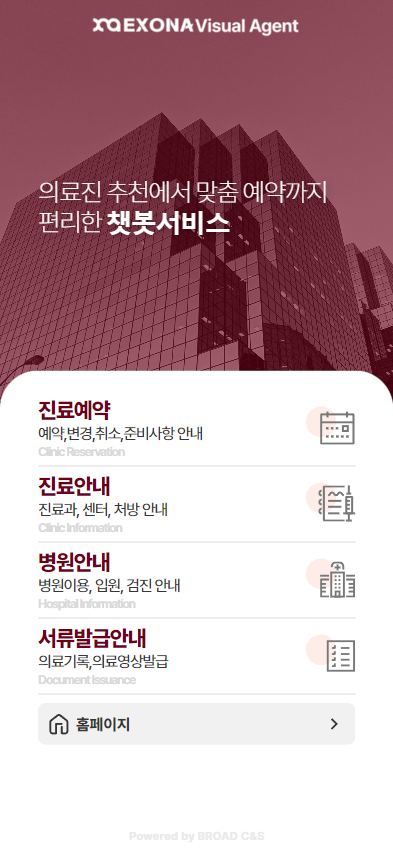 EXONA Visual Agent
의료진 추천에서 맞춤 예약까지
편리한 챗봇서비스
진료예약
예약,변경,취소,준비사항 안내
Clinic Reservation
진료안내
진료과, 센터, 처방 안내
Clinic Information
병원안내
병원이용, 입원, 검진 안내
Hospital Information
서류발급안내
의료기록,의료영상발급
Document Issuance
홈페이지
Powered by BROAD C&S